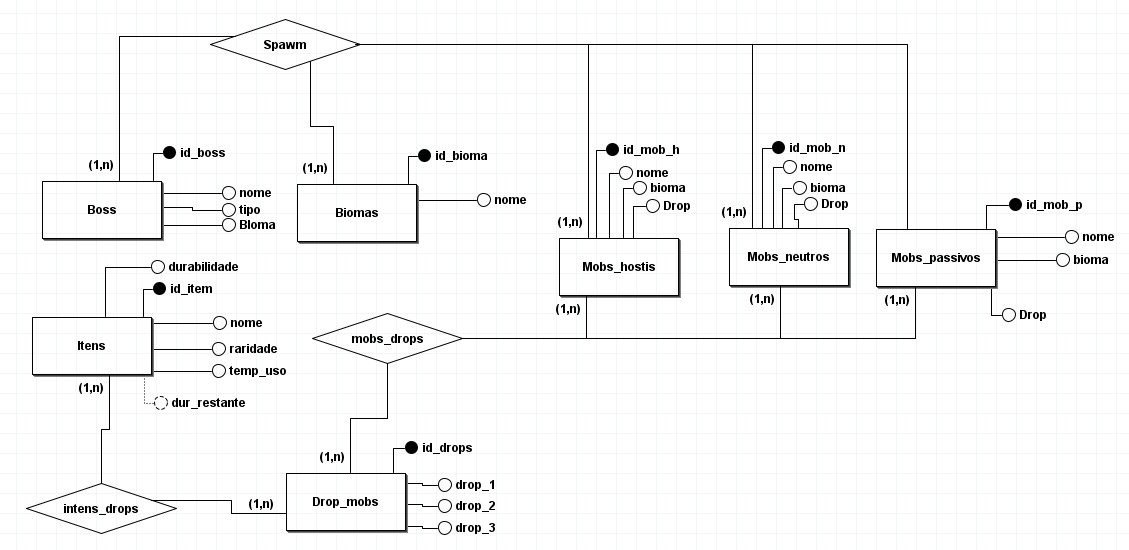 Spawm
(1,n)
id_boss
Boss
nome
tipo
BIoma
(1,n)
id_bioma
Biomas
nome
(1,n)
id_mob_h
nome
bioma
Drop
Mobs_hostis
(1,n)
(1,n)
id_mob_n
nome
bioma
Drop
Mobs_neutros
(1,n)
id_mob_p
Mobs_passivos
nome
bioma
(1,n)
Drop
durabilidade
id_item
Itens
nome
raridade
temp_uso
(1,n)
dur_restante
mobs_drops
(1,n)
id_drops
intens_drops
(1,n)
Drop_mobs
drop_1
drop_2
drop_3